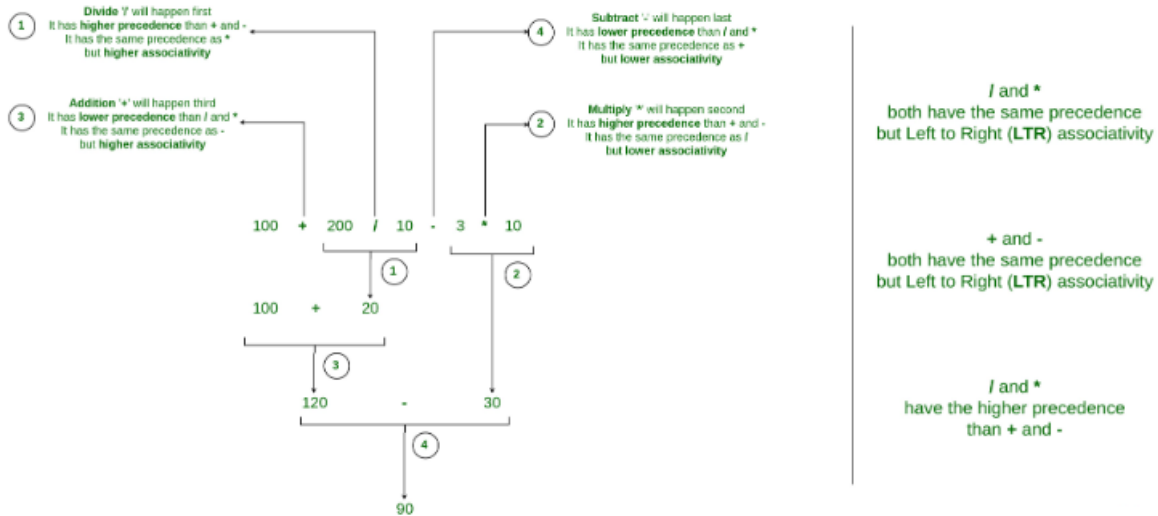 1
Divide '/' will happen first
It has higher precedence than + and -
It has the same precedence as *
but higher associativity
4
Subtract '-' will happen last
It has lower precedence than / and *
It has the same precedence as +
but lower associativity
3
Addition '+' will happen third
It has lower precedence than / and *
It has the same precedence as -
but higher associativity
2
Multiply '*' will happen second
It has higher precedence than + and -
It has the same precedence as /
but lower associativity
100 + 200 / 10 - 3 * 10
1
2
100 + 20
3
120 - 30
4
90
/ and *
both have the same precedence
but Left to Right (LTR) associativity
+ and -
both have the same precedence
but Left to Right (LTR) associativity
/ and *
have the higher precedence
than + and -